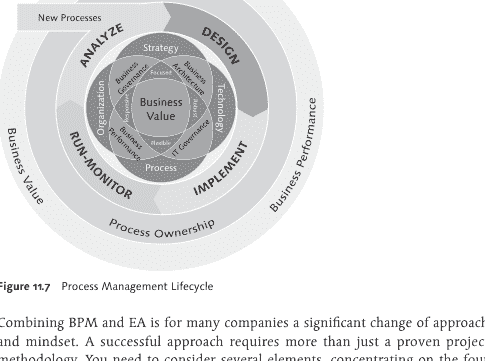 New Processes
ANALYZE
DESIGN
IMPLEMENT
RUN-MONITOR
Strategy
Technology
Process
Organization
Business
Governance
Business
Architecture
IT Governance
Business
Performance
Focused
Flexible
Business
Value
Business Value
Process Ownership
Business Performance
Figure 11.7 Process Management Lifecycle
Combining BPM and EA is for many companies a significant change of approach
and mindset. A successful approach requires more than just a proven projec
methodology. You need to consider several elements, concentrating on the four